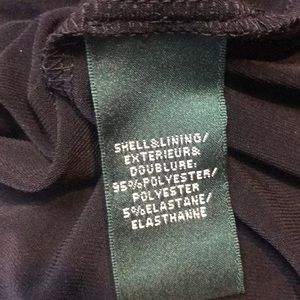 SHELL&LINING/
EXTERIEUR&
DOUBLURE:
95%POLYESTER/
POLYESTER
5%ELASTANE/
ELASTHANNE